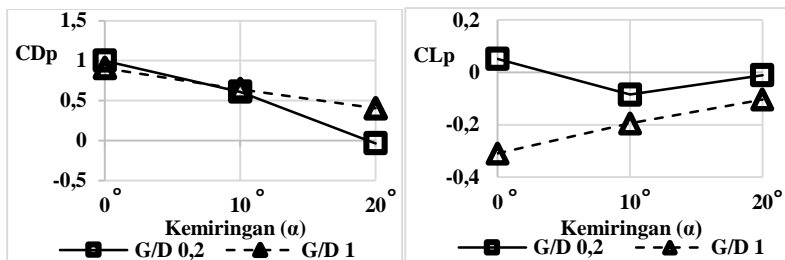 CDp
1,5
1
0,5
0
-0,5
0°
10°
20°
Kemiringan (α)
G/D 0,2
G/D 1
CLp
0,2
0
-0,2
-0,4
0°
10°
20°
Kemiringan (α)
G/D 0,2
G/D 1